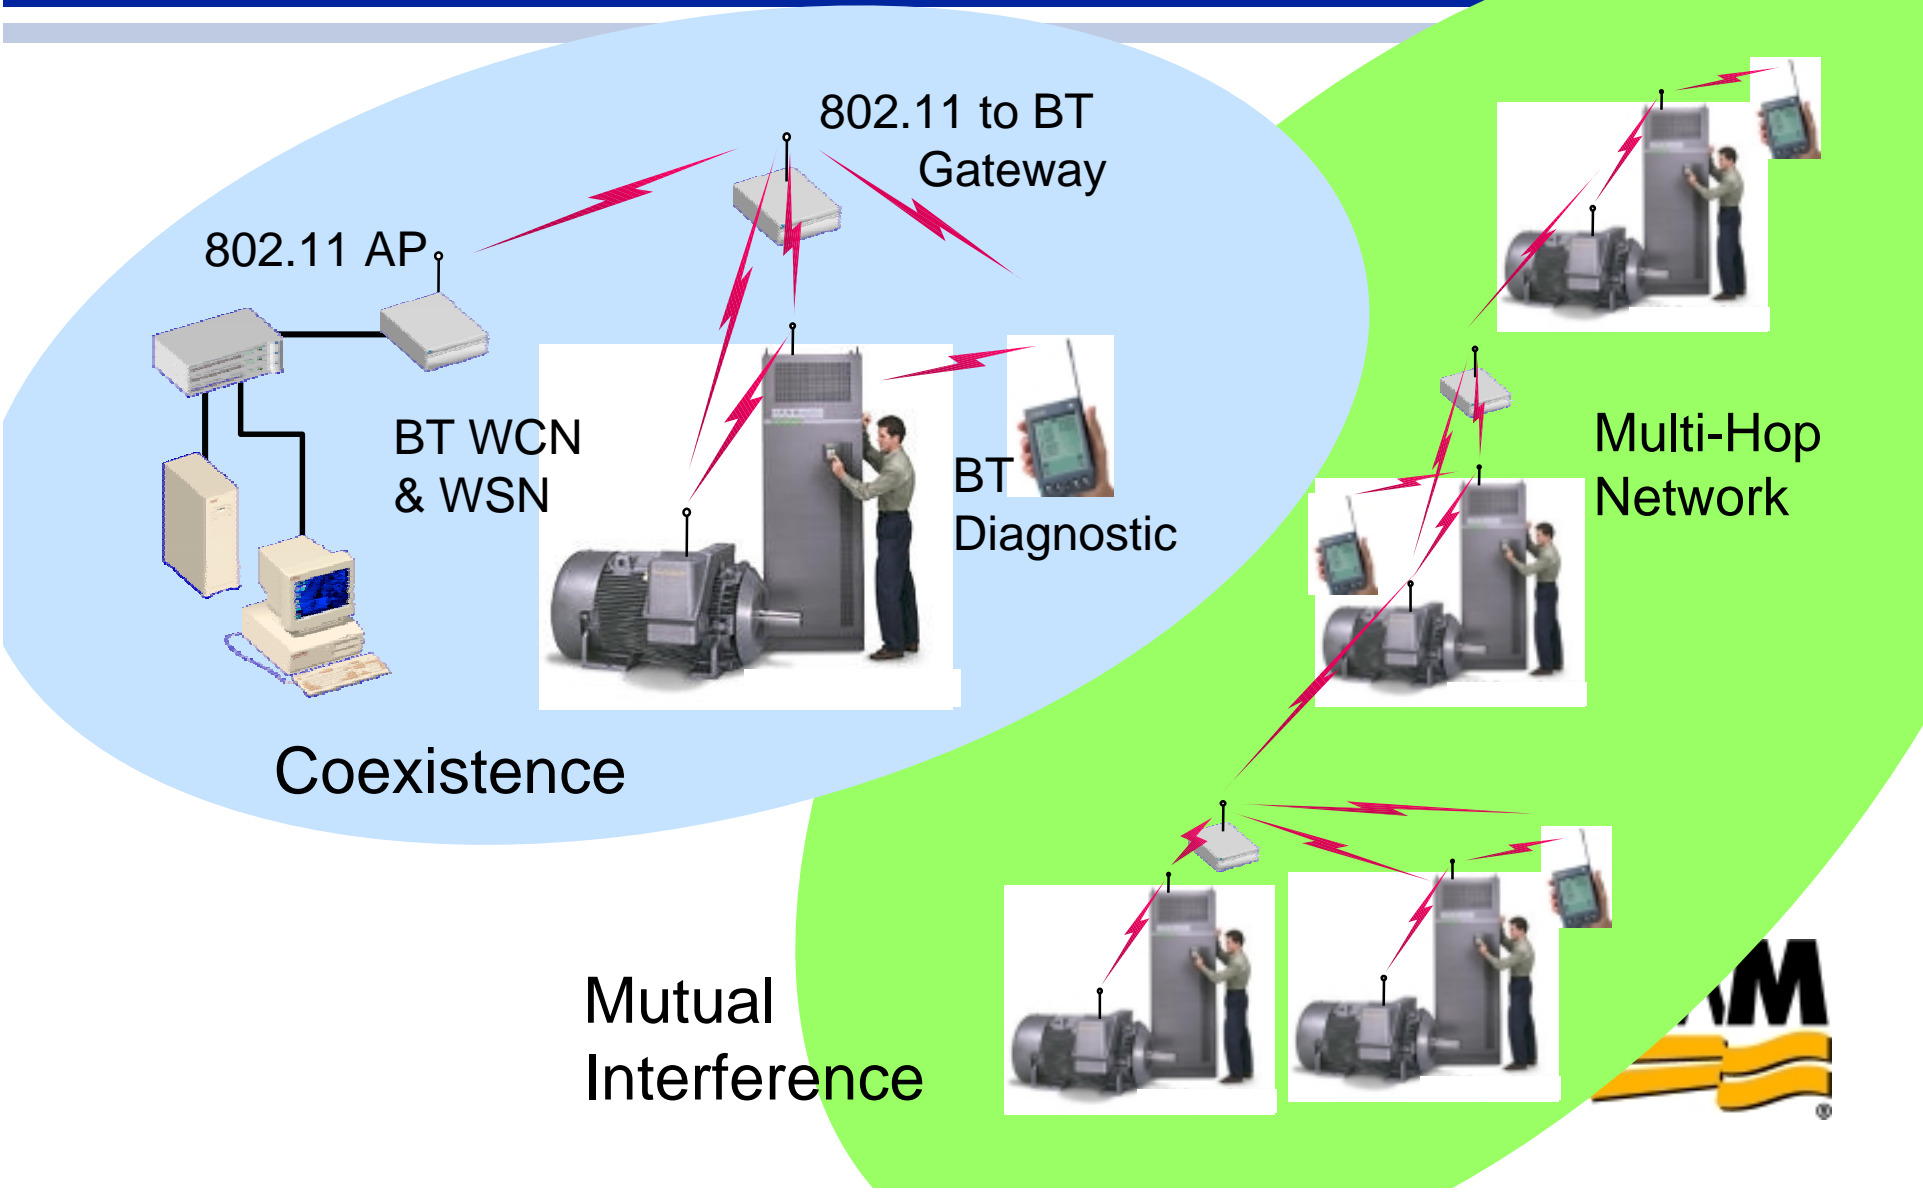 802.11 to BT
Gateway
802.11 AP
BT WCN
& WSN
BT
Diagnostic
Multi-Hop
Network
Coexistence
Mutual
Interference
®